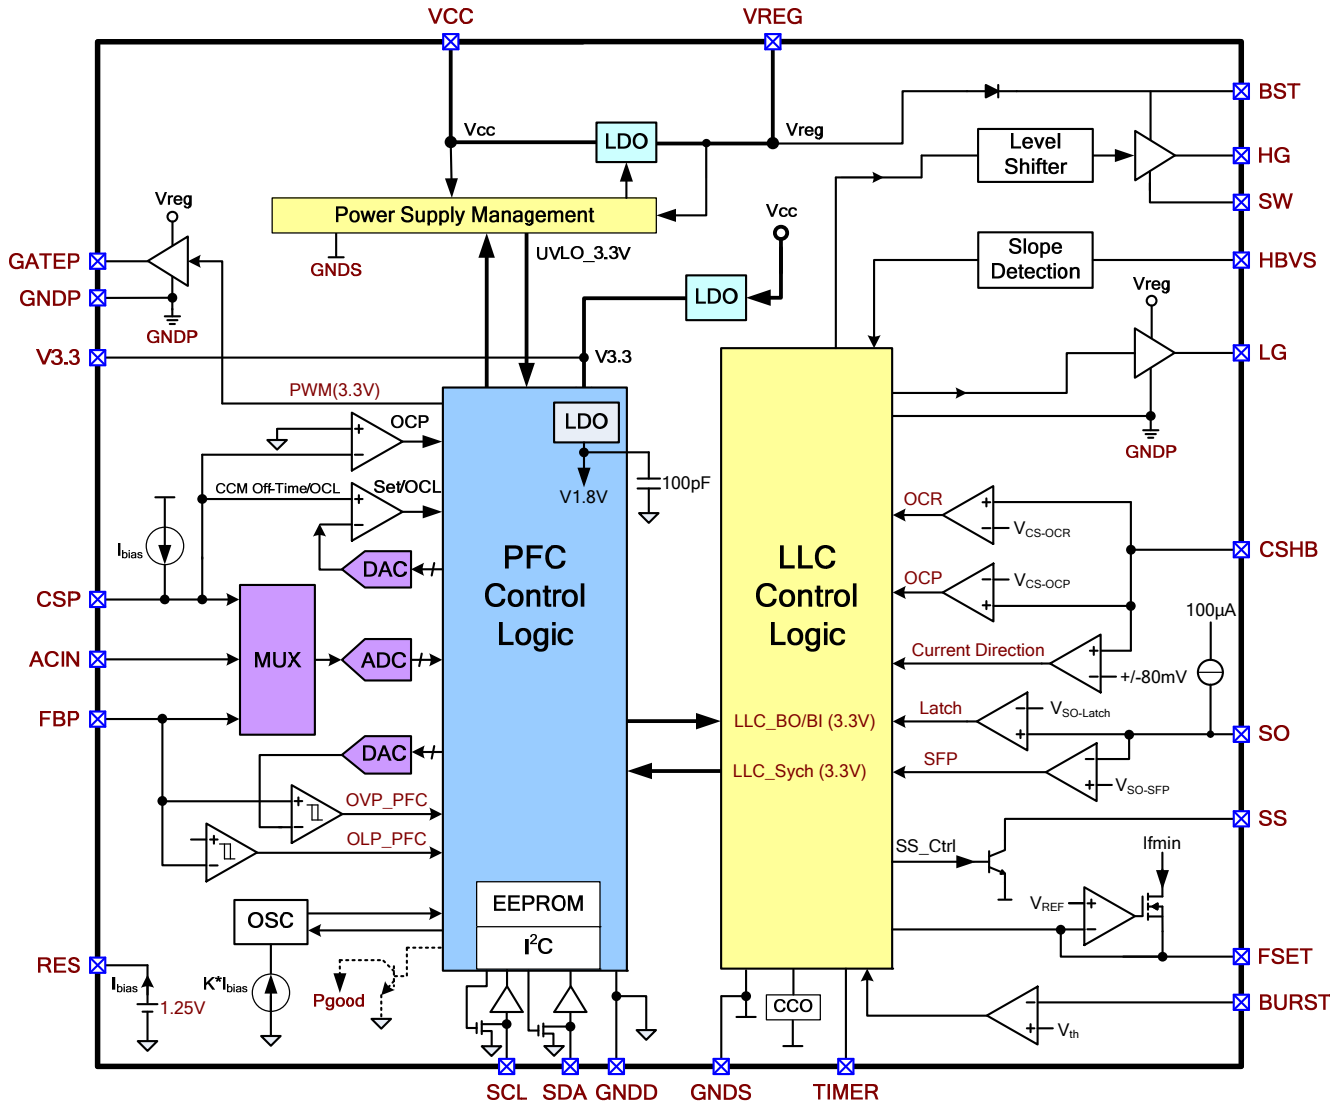 VCC
VREG
BST
Vcc
LDO
Vreg
Level
Shifter
HG
SW
Vreg
Power Supply Management
Vcc
GATEP
GNDS
UVLO_3.3V
Slope
Detection
HBVS
GNDP
LDO
Vreg
GNDP
V3.3
V3.3
LG
PWM(3.3V)
OCP
LDO
GNDP
CCM Off-Time/OCL
Set/OCL
V1.8V
100pF
OCR
VCS-OCR
Ibias
DAC
PFC
Control
Logic
LLC
Control
Logic
CSHB
OCP
VCS-OCP
CSP
100µA
ACIN
MUX
ADC
Current Direction
+/-80mV
FBP
LLC_BO/BI (3.3V)
Latch
VSO-Latch
SO
DAC
LLC_Sych (3.3V)
SFP
VSO-SFP
OVP_PFC
OLP_PFC
SS
SS_Ctrl
Ifmin
EEPROM
VREF
OSC
I2C
RES
FSET
Ibias
1.25V
K*Ibias
Pgood
CCO
BURST
Vth
SCL
SDA
GNDD
GNDS
TIMER